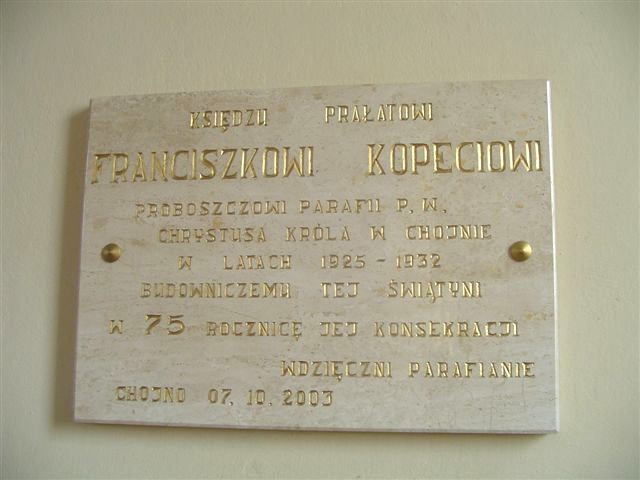 KSIĘDZU PRAŁATOWI
FRANCISZKOWI KOPECIOWI
PROBOSZCZOWI PARAFII P.W.
CHRYSTUSA KRÓLA W CHOJNIE
W LATACH 1925 - 1932
BUDOWNICZEMU TEJ ŚWIĄTYNI
W 75 ROCZNICĘ JEJ KONSEKRACJI
WDZIĘCZNI PARAFIANIE
CHOJNO 07.10.2003